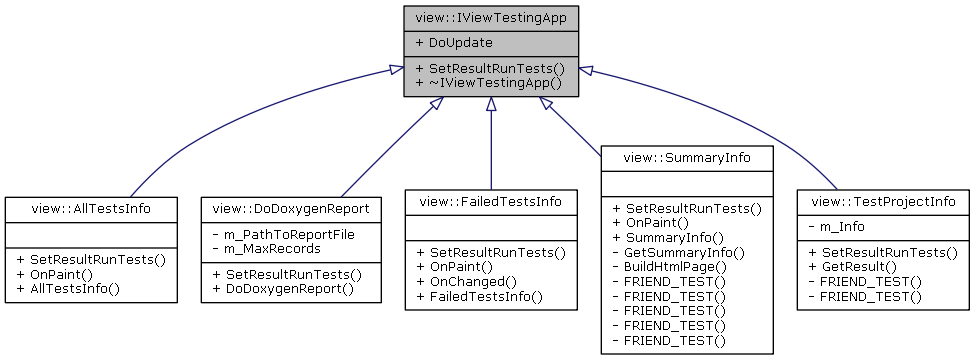 view::IViewTestingApp
+ DoUpdate
+ SetResultRunTests()
+ ~IViewTestingApp()
view::AllTestsInfo
+ SetResultRunTests()
+ OnPaint()
+ AllTestsInfo()
view::DoDoxygenReport
- m_PathToReportFile
- m_MaxRecords
+ SetResultRunTests()
+ DoDoxygenReport()
view::FailedTestsInfo
+ SetResultRunTests()
+ OnPaint()
+ OnChanged()
+ FailedTestsInfo()
view::SummaryInfo
+ SetResultRunTests()
+ OnPaint()
+ SummaryInfo()
- GetSummaryInfo()
- BuildHtmlPage()
- FRIEND_TEST()
- FRIEND_TEST()
- FRIEND_TEST()
- FRIEND_TEST()
- FRIEND_TEST()
view::TestProjectInfo
- m_Info
+ SetResultRunTests()
+ GetResult()
- FRIEND_TEST()
- FRIEND_TEST()